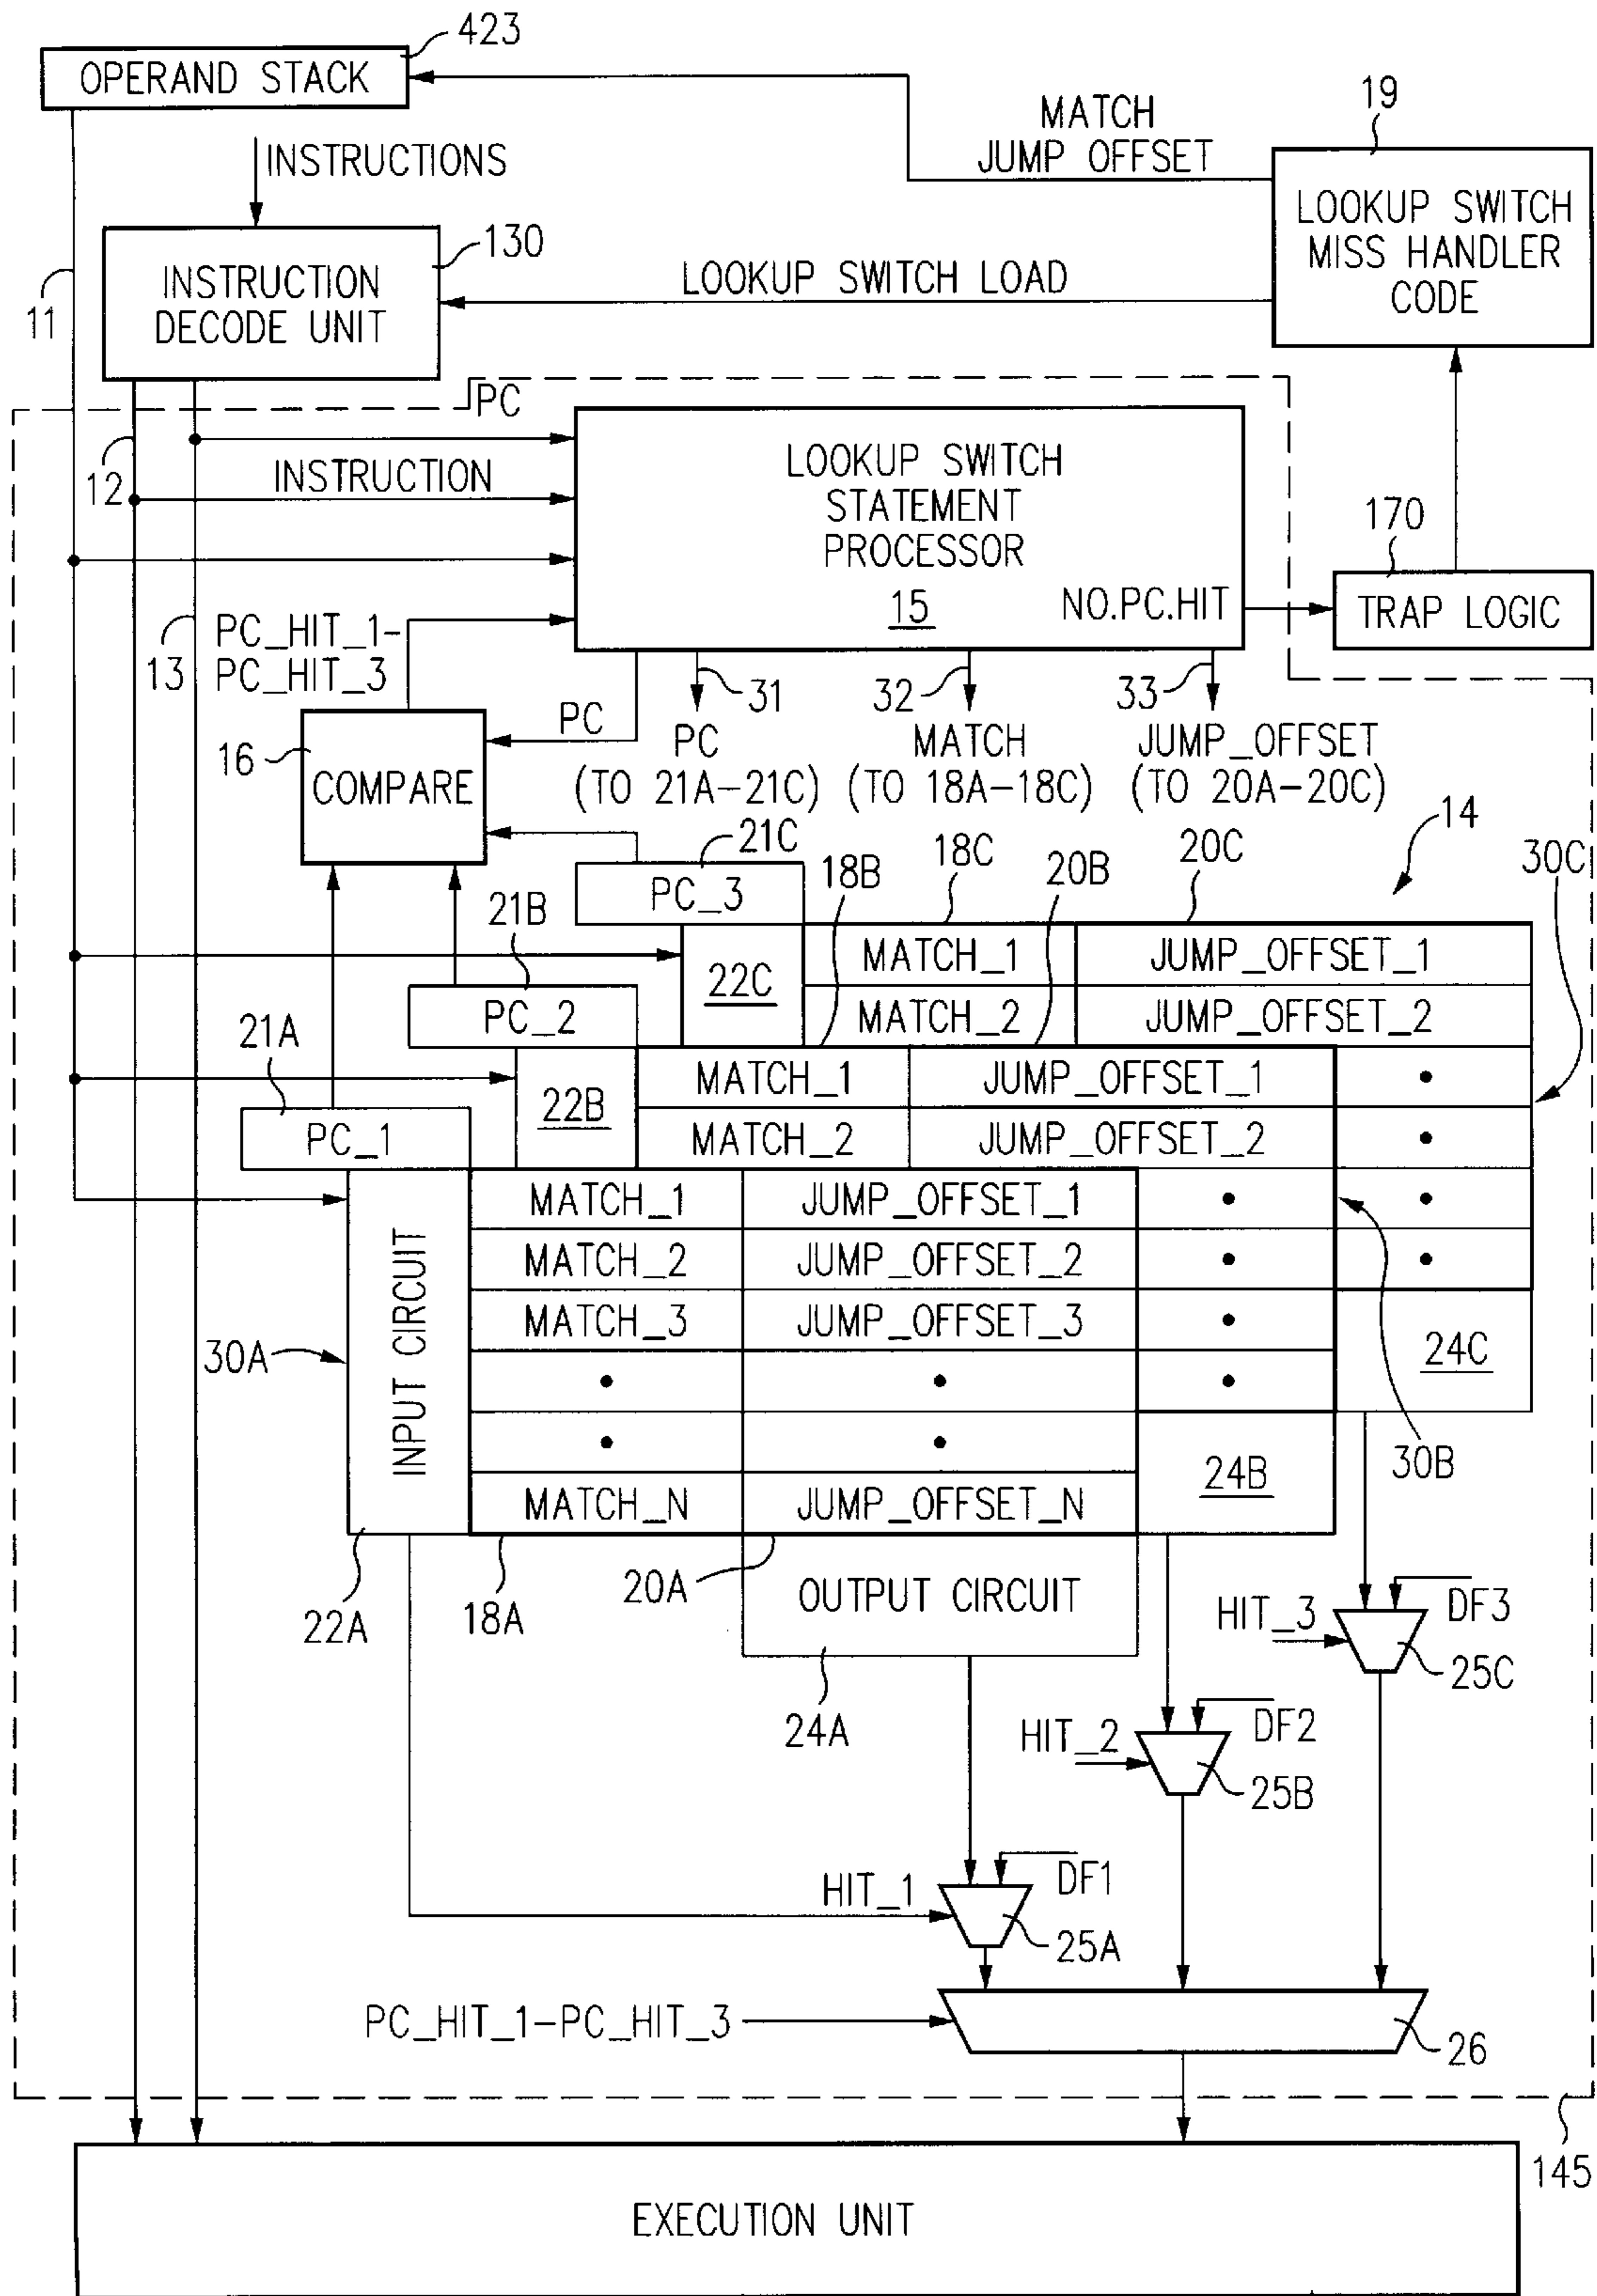 423
OPERAND STACK
19
MATCH
JUMP OFFSET
INSTRUCTIONS
LOOKUP SWITCH
MISS HANDLER
CODE
130
INSTRUCTION
DECODE UNIT
LOOKUP SWITCH LOAD
11
PC
LOOKUP SWITCH
STATEMENT
PROCESSOR
15
INSTRUCTION
12
170
NO.PC.HIT
TRAP LOGIC
PC_HIT_1-
PC_HIT_3
13
31
32
33
PC
PC
(TO 21A-21C)
MATCH
(TO 18A-18C)
JUMP_OFFSET
(TO 20A-20C)
16
COMPARE
14
21C
18B
18C
20B
20C
30C
PC_3
21B
22C
MATCH_1
JUMP_OFFSET_1
PC_2
MATCH_2
JUMP_OFFSET_2
21A
22B
MATCH_1
JUMP_OFFSET_1
PC_1
MATCH_2
JUMP_OFFSET_2
INPUT CIRCUIT
MATCH_1
JUMP_OFFSET_1
MATCH_2
JUMP_OFFSET_2
MATCH_3
JUMP_OFFSET_3
30A
24C
30B
24B
MATCH_N
JUMP_OFFSET_N
22A
18A
20A
OUTPUT CIRCUIT
24A
HIT_3
DF3
25C
HIT_2
DF2
25B
HIT_1
DF1
25A
PC_HIT_1-PC_HIT_3
26
145
EXECUTION UNIT